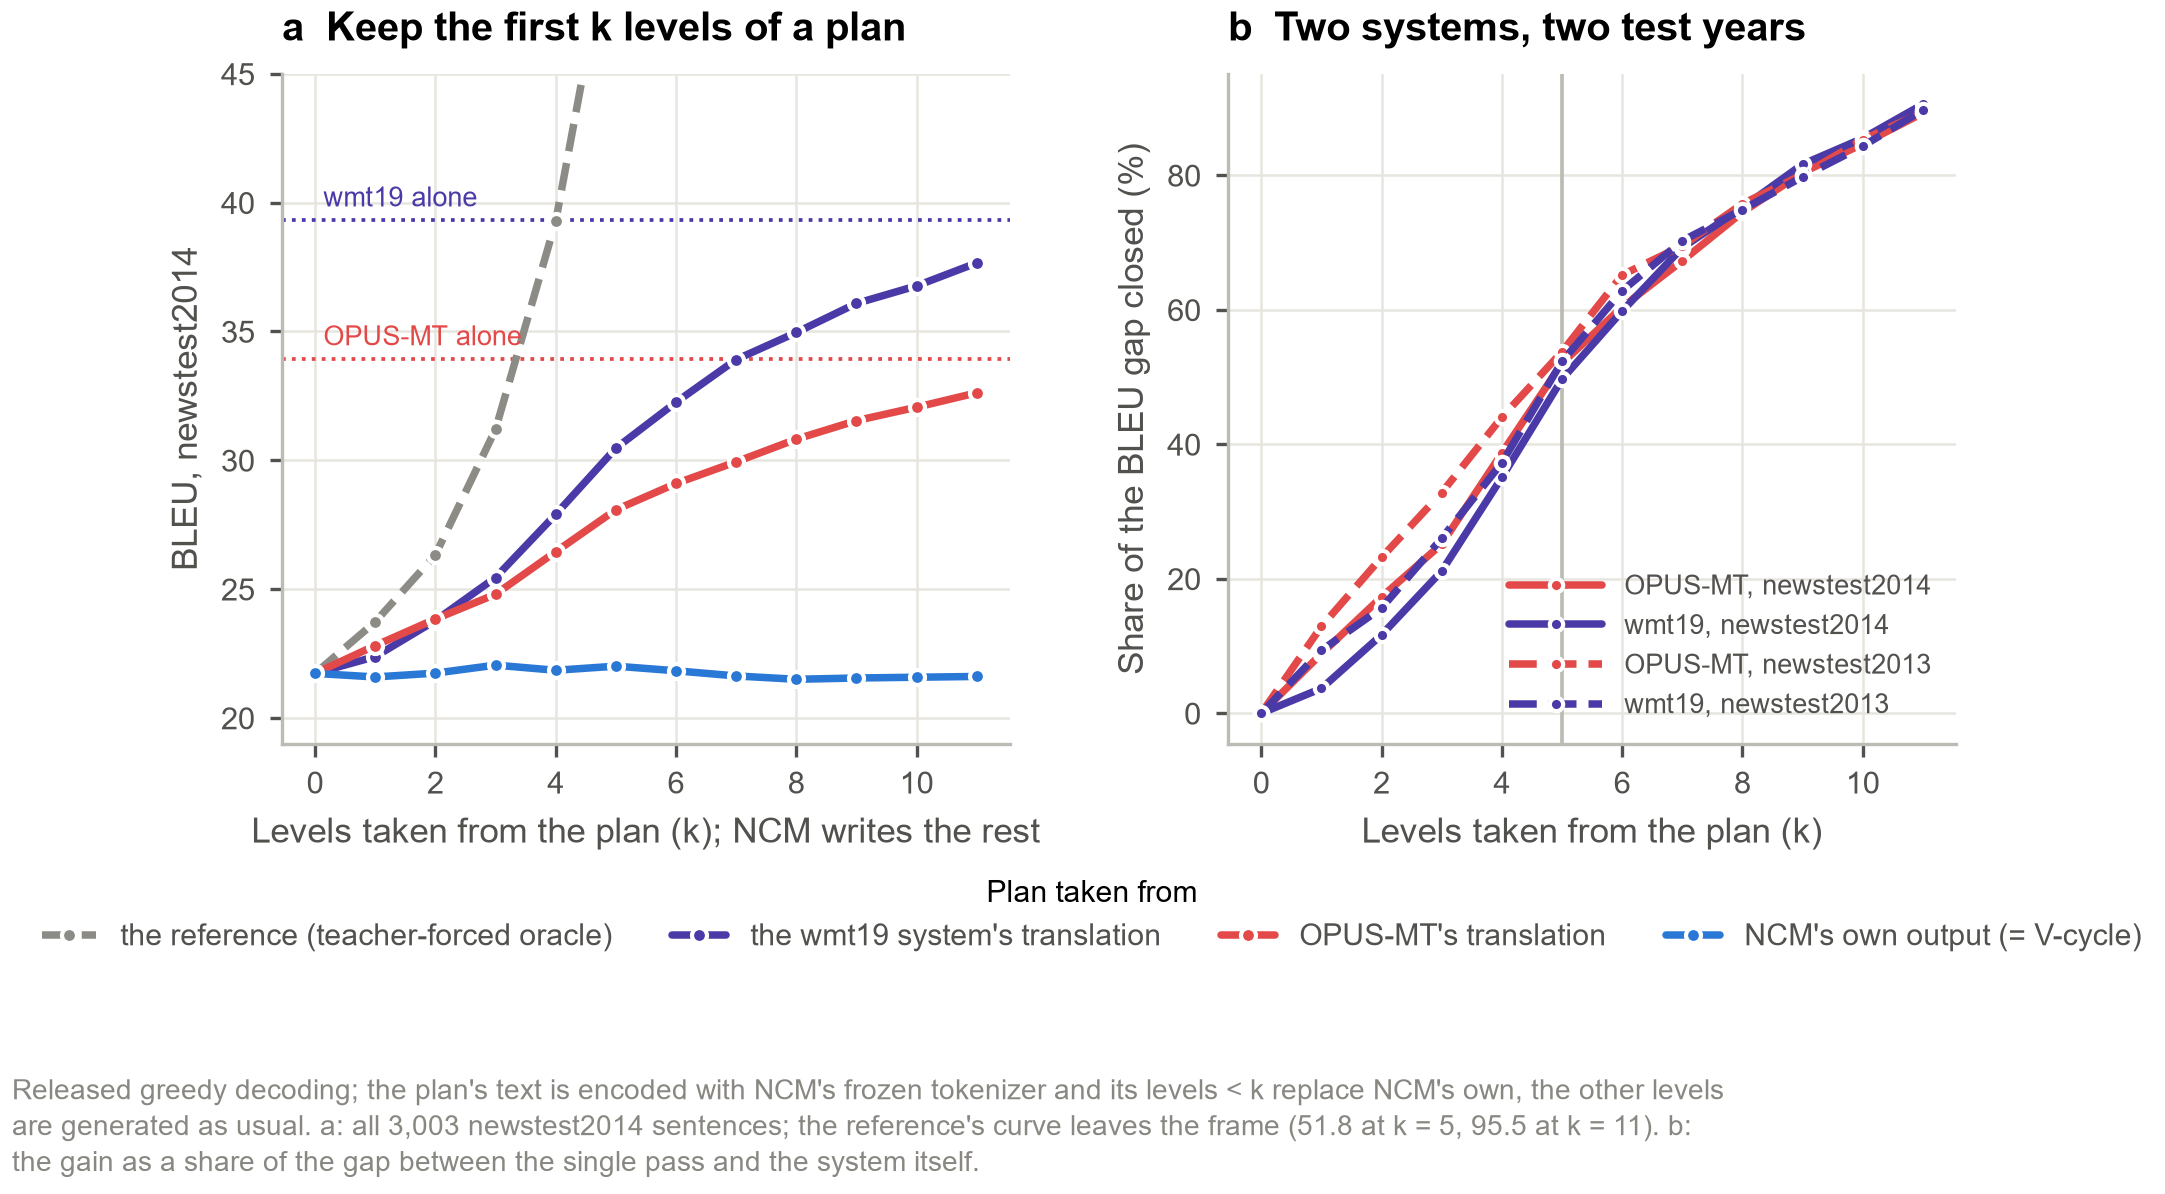 a Keep the first k levels of a plan
45
40
35
30
25
20
BLEU, newstest2014
wmt19 alone
OPUS-MT alone
0 2 4 6 8 10
Levels taken from the plan (k); NCM writes the rest
b Two systems, two test years
80
60
40
20
0
Share of the BLEU gap closed (%)
OPUS-MT, newstest2014
wmt19, newstest2014
OPUS-MT, newstest2013
wmt19, newstest2013
0 2 4 6 8 10
Levels taken from the plan (k)
Plan taken from
the reference (teacher-forced oracle) the wmt19 system's translation OPUS-MT's translation NCM's own output (= V-cycle)
Released greedy decoding; the plan's text is encoded with NCM's frozen tokenizer and its levels < k replace NCM's own, the other levels
are generated as usual. a: all 3,003 newstest2014 sentences; the reference's curve leaves the frame (51.8 at k = 5, 95.5 at k = 11). b:
the gain as a share of the gap between the single pass and the system itself.